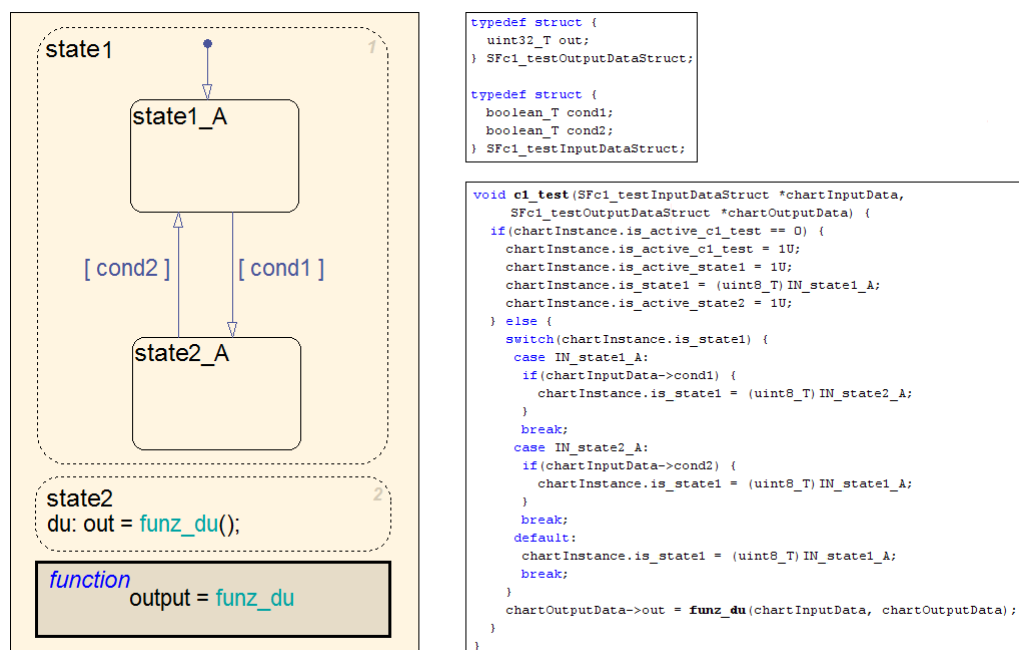 state1
1
state1_A
[ cond2 ]
[ cond1 ]
state2_A
state2
2
du: out = funz_du();
function
output = funz_du
typedef struct {
  uint32_T out;
} SFc1_testOutputDataStruct;
typedef struct {
  boolean_T cond1;
  boolean_T cond2;
} SFc1_testInputDataStruct;
void c1_test(SFc1_testInputDataStruct *chartInputData,
     SFc1_testOutputDataStruct *chartOutputData) {
  if(chartInstance.is_active_c1_test == 0) {
    chartInstance.is_active_c1_test = 1U;
    chartInstance.is_active_state1 = 1U;
    chartInstance.is_state1 = (uint8_T)IN_state1_A;
    chartInstance.is_active_state2 = 1U;
  } else {
    switch(chartInstance.is_state1) {
     case IN_state1_A:
      if(chartInputData->cond1) {
        chartInstance.is_state1 = (uint8_T)IN_state2_A;
      }
      break;
     case IN_state2_A:
      if(chartInputData->cond2) {
        chartInstance.is_state1 = (uint8_T)IN_state1_A;
      }
      break;
     default:
      chartInstance.is_state1 = (uint8_T)IN_state1_A;
      break;
    }
    chartOutputData->out = funz_du(chartInputData, chartOutputData);
  }
}